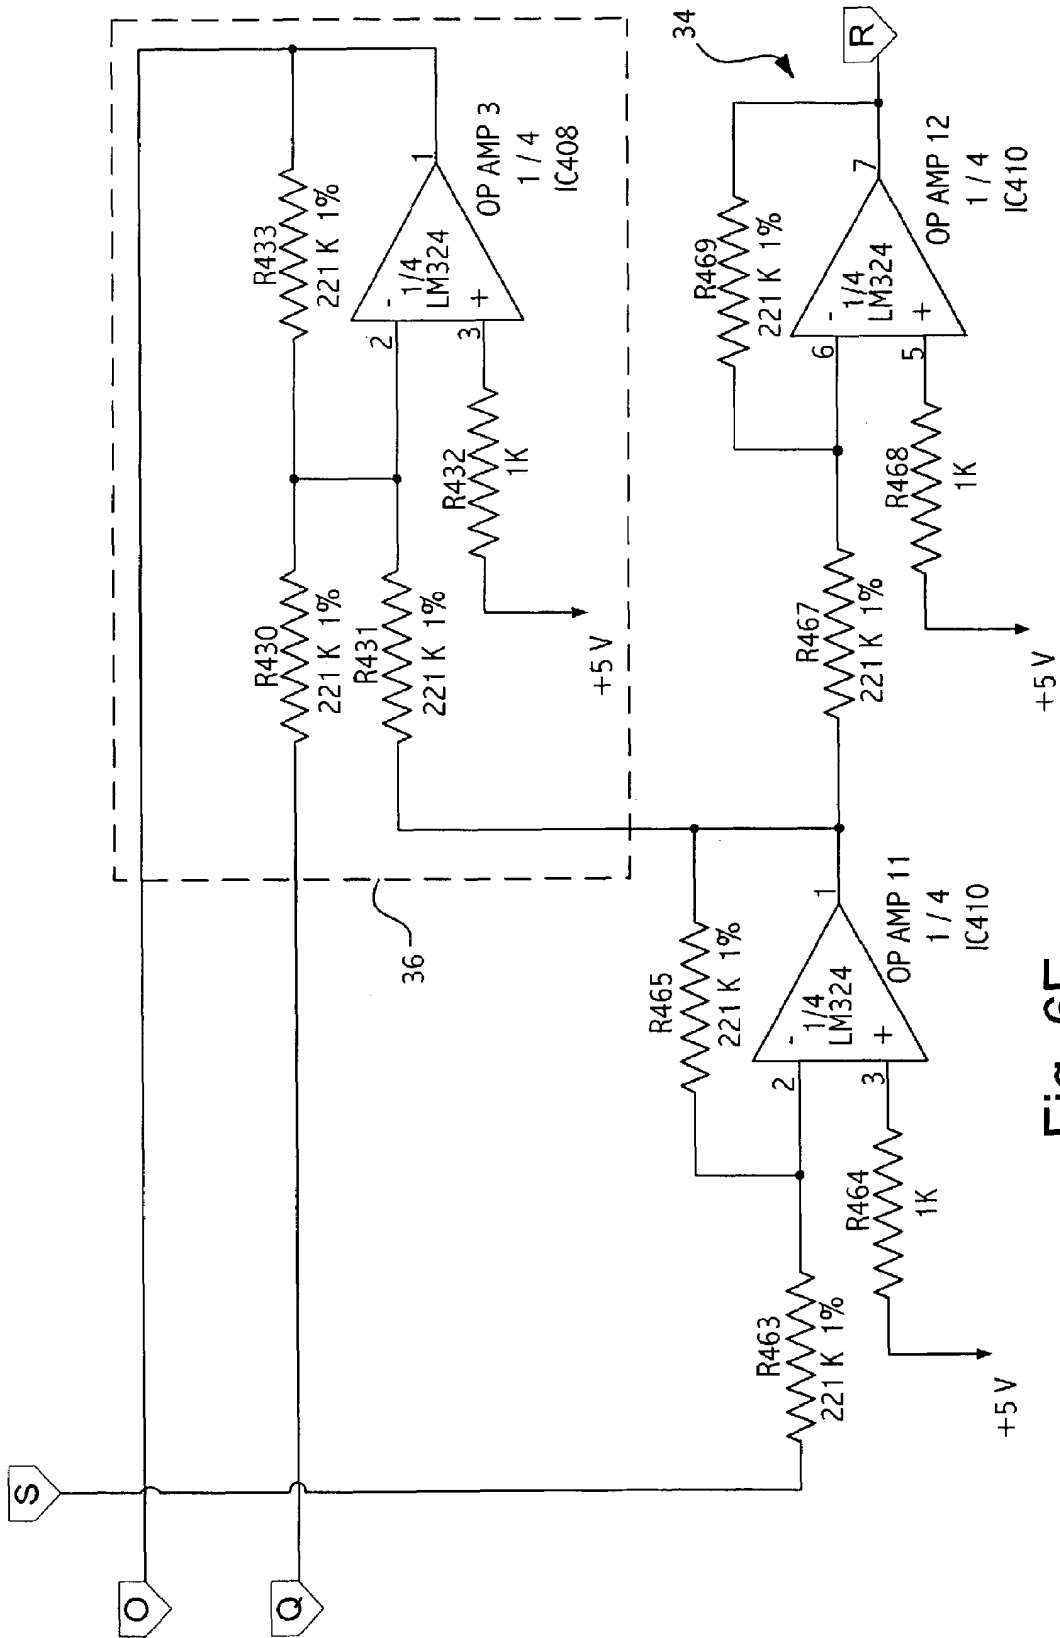 S
O
Q
R433
221 K 1%
R430
221 K 1%
R431
221 K 1%
2
3
-
+
1/4
LM324
1
OP AMP 3
1 / 4
IC408
R432
1K
+5 V
36
34
R
R465
221 K 1%
R463
221 K 1%
2
3
-
+
1/4
LM324
1
OP AMP 11
1 / 4
IC410
R464
1K
+5 V
R469
221 K 1%
R467
221 K 1%
6
5
-
+
1/4
LM324
7
OP AMP 12
1 / 4
IC410
R468
1K
+5 V
Fig.